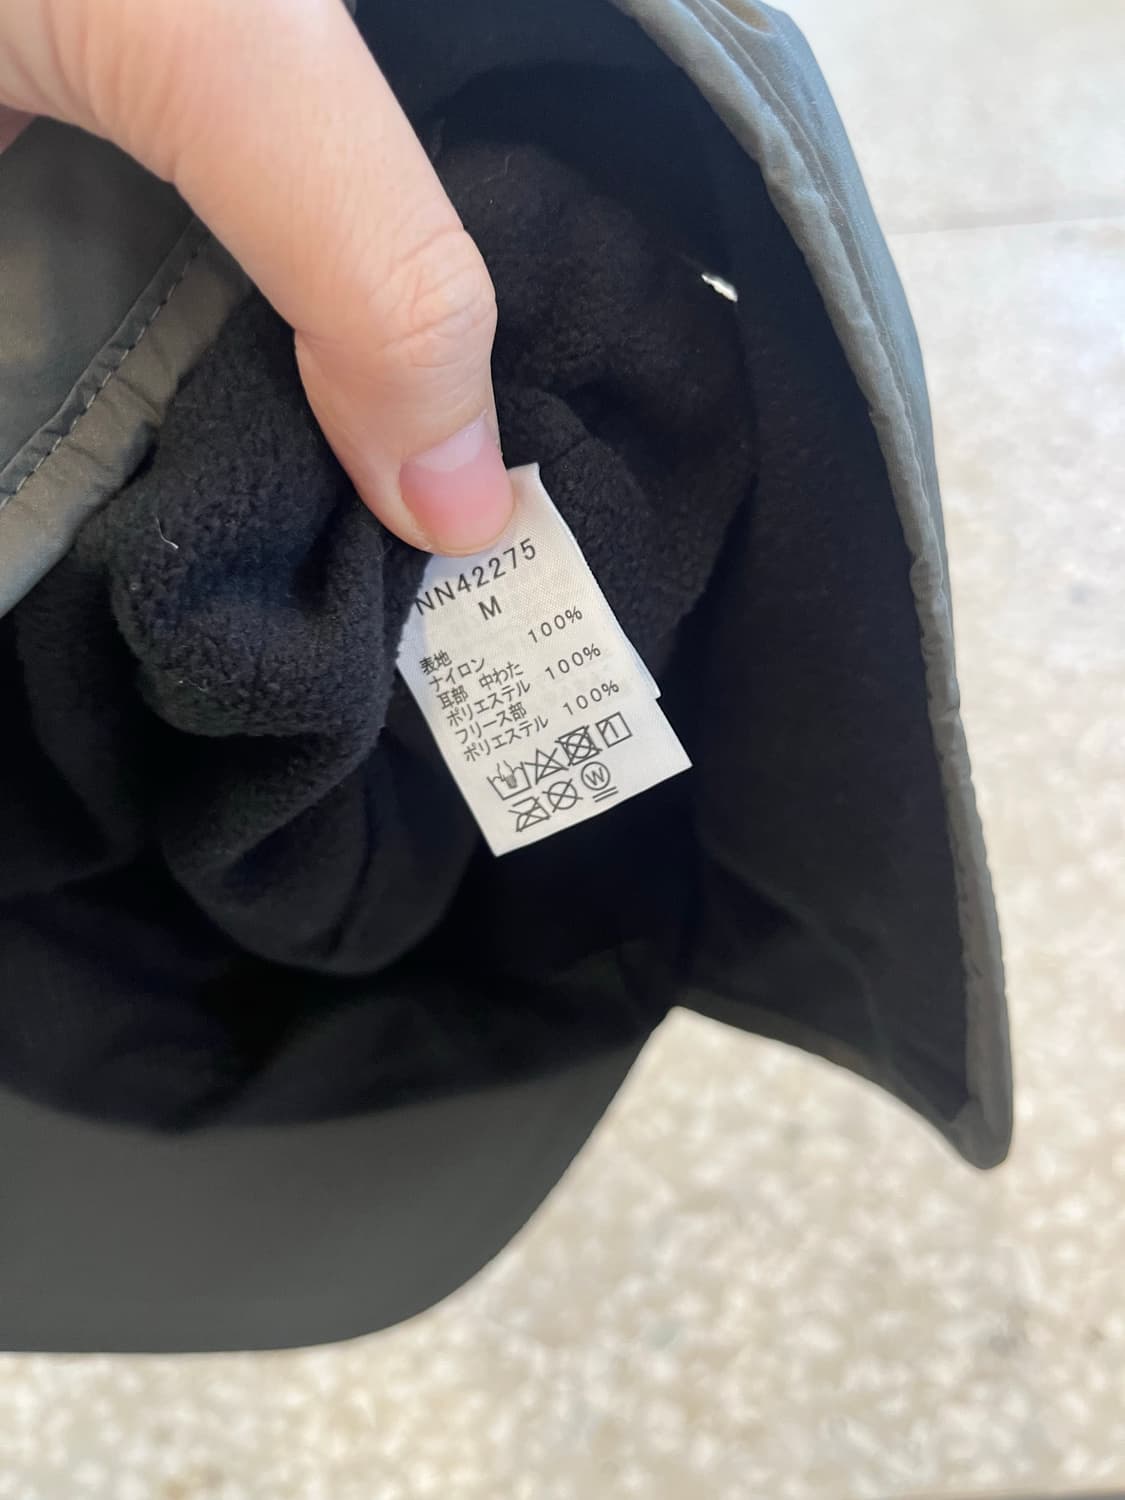 NN42275
M
表地
ナイロン 100%
耳部 中わた
ポリエステル 100%
フリース部
ポリエステル 100%
W